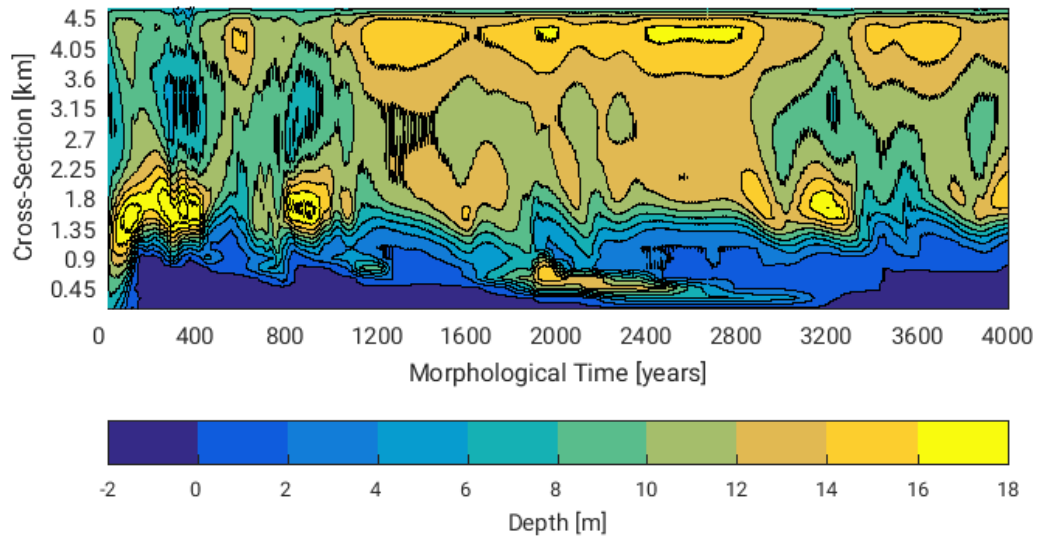 4.5
4.05
3.6
3.15
2.7
2.25
1.8
1.35
0.9
0.45
Cross-Section [km]
0 400 800 1200 1600 2000 2400 2800 3200 3600 4000
Morphological Time [years]
-2 0 2 4 6 8 10 12 14 16 18
Depth [m]